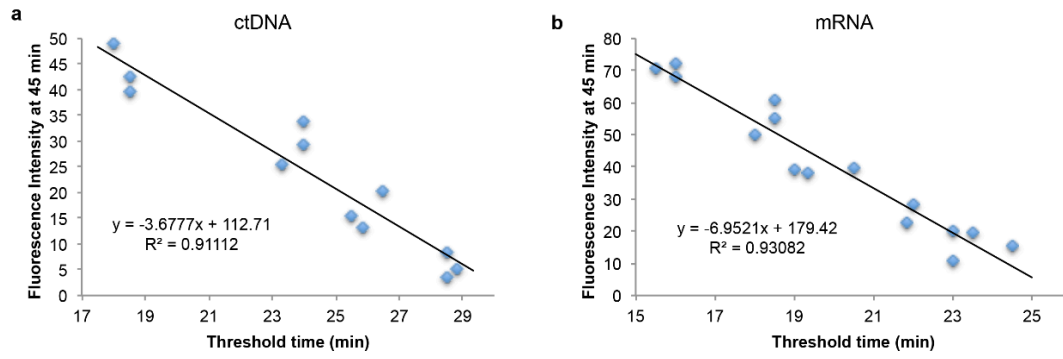 a
ctDNA
Fluorescence Intensity at 45 min
50
45
40
35
30
25
20
15
10
5
0
y = -3.6777x + 112.71
R² = 0.91112
17 19 21 23 25 27 29
Threshold time (min)
b
mRNA
Fluorescence Intensity at 45 min
80
70
60
50
40
30
20
10
0
y = -6.9521x + 179.42
R² = 0.93082
15 17 19 21 23 25
Threshold time (min)